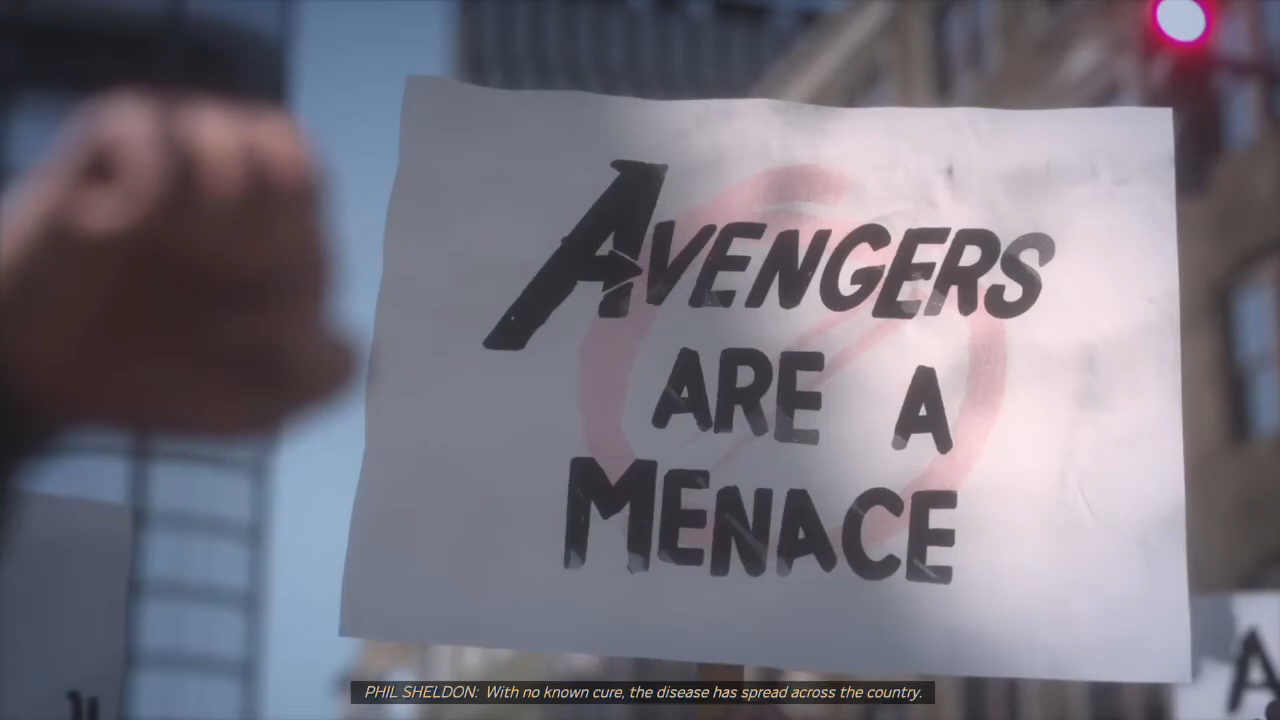 AVENGERS
ARE A
MENACE
PHIL SHELDON: With no known cure, the disease has spread across the country.
A